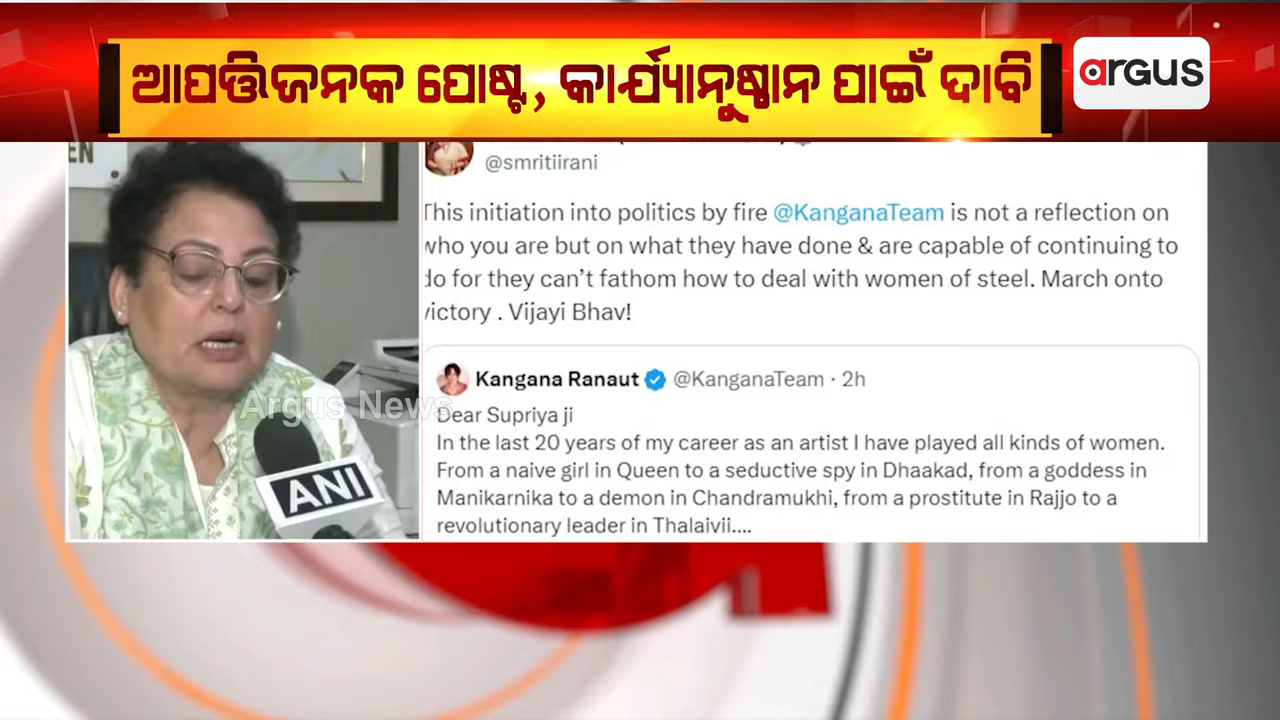 ଆପତ୍ତିଜନକ ପୋଷ୍ଟ, କାର୍ଯ୍ୟାନୁଷ୍ଠାନ ପାଇଁ ଦାବି
argus
EN
@smritiirani
This initiation into politics by fire @KanganaTeam is not a reflection on
who you are but on what they have done & are capable of continuing to
do for they can't fathom how to deal with women of steel. March onto
victory . Vijayi Bhav!
Kangana Ranaut @KanganaTeam · 2h
Dear Supriya ji
In the last 20 years of my career as an artist I have played all kinds of women.
From a naive girl in Queen to a seductive spy in Dhaakad, from a goddess in
Manikarnika to a demon in Chandramukhi, from a prostitute in Rajjo to a
revolutionary leader in Thalaivii....
Argus News
ANI